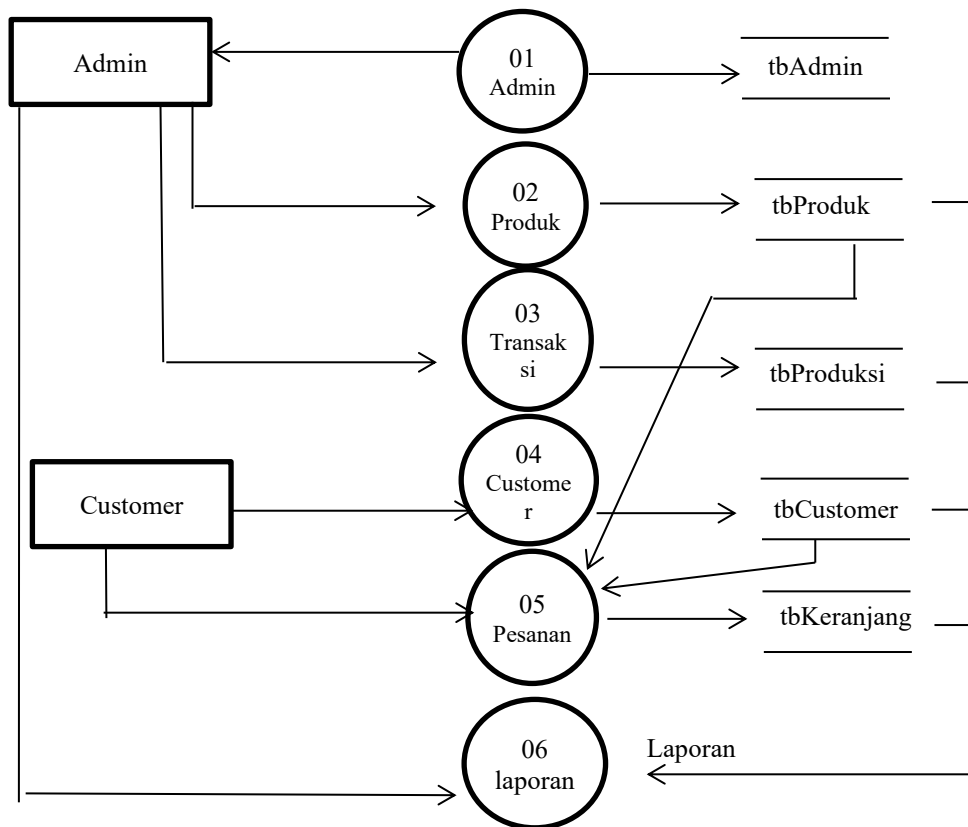 Admin
01
Admin
tbAdmin
02
Produk
tbProduk
03
Transak
si
tbProduksi
Customer
04
Custome
r
tbCustomer
05
Pesanan
tbKeranjang
06
laporan
Laporan